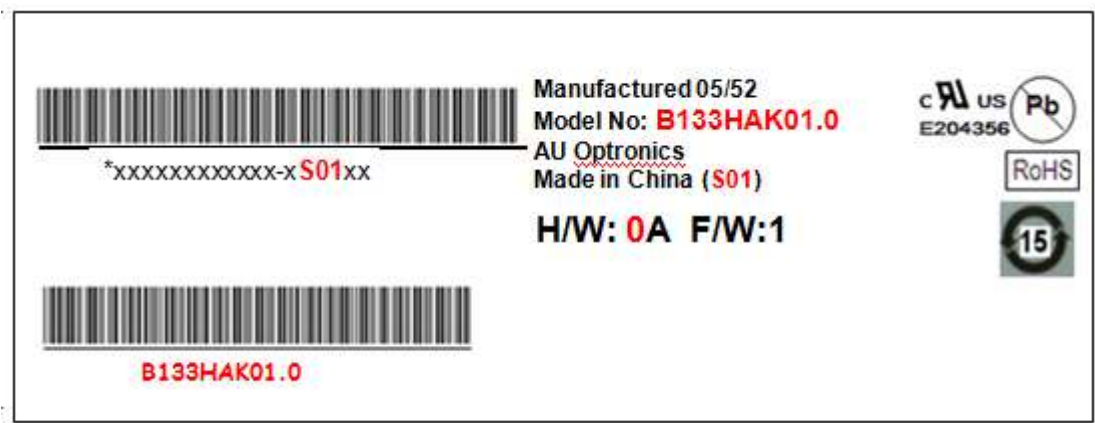 Manufactured 05/52
Model No: B133HAK01.0
AU Optronics
Made in China (S01)
H/W: 0A F/W:1
*xxxxxxxxxxxx-xS01xx
B133HAK01.0
c RU US
E204356
Pb
RoHS
15